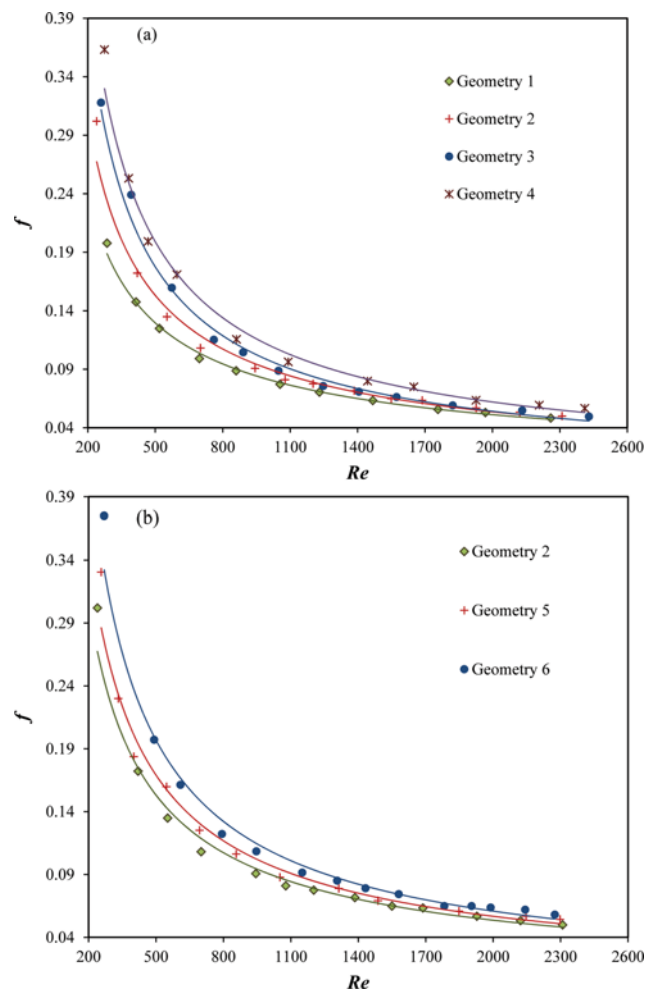 (a)
0.39
0.34
0.29
0.24
0.19
0.14
0.09
0.04
f
Geometry 1
Geometry 2
Geometry 3
Geometry 4
200 500 800 1100 1400 1700 2000 2300 2600
Re
(b)
0.39
0.34
0.29
0.24
0.19
0.14
0.09
0.04
f
Geometry 2
Geometry 5
Geometry 6
200 500 800 1100 1400 1700 2000 2300 2600
Re